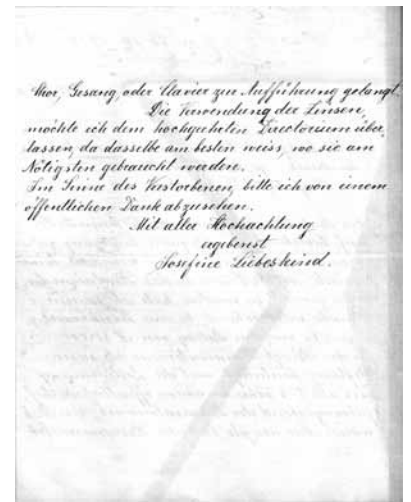 Chor, Gesang, oder Clavier zur Aufführung gelangt.
Die Verwendung der Zinsen,
möchte ich dem hochgeehrten Directorium über,
lassen, da dasselbe am besten weiss, wo sie am
Nötigsten gebraucht werden.
Im Sinne des Verstorbenen, bitte ich von einem
öffentlichen Dank abzusehen.
Mit aller Hochachtung
ergebenst
Josefine Liebeskind.